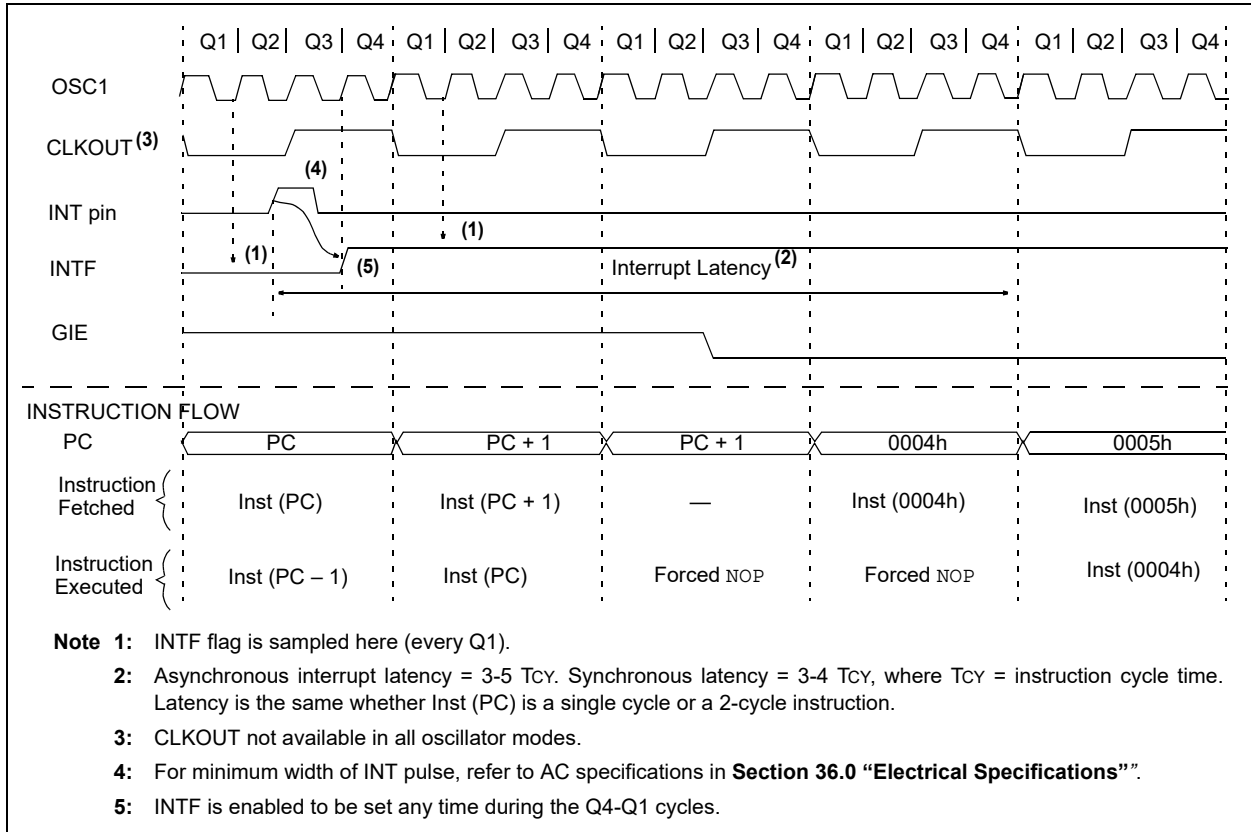 Q1 Q2 Q3 Q4 Q1 Q2 Q3 Q4 Q1 Q2 Q3 Q4 Q1 Q2 Q3 Q4 Q1 Q2 Q3 Q4
OSC1
CLKOUT (3)
(4)
INT pin
(1) (1)
INTF
(5)
Interrupt Latency (2)
GIE
INSTRUCTION FLOW
PC PC PC + 1 PC + 1 0004h 0005h
Instruction
Fetched
Inst (PC) Inst (PC + 1) — Inst (0004h) Inst (0005h)
Instruction
Executed
Inst (PC – 1) Inst (PC) Forced NOP Forced NOP Inst (0004h)
Note 1: INTF flag is sampled here (every Q1).
2: Asynchronous interrupt latency = 3-5 TCY. Synchronous latency = 3-4 TCY, where TCY = instruction cycle time.
Latency is the same whether Inst (PC) is a single cycle or a 2-cycle instruction.
3: CLKOUT not available in all oscillator modes.
4: For minimum width of INT pulse, refer to AC specifications in Section 36.0 “Electrical Specifications””.
5: INTF is enabled to be set any time during the Q4-Q1 cycles.